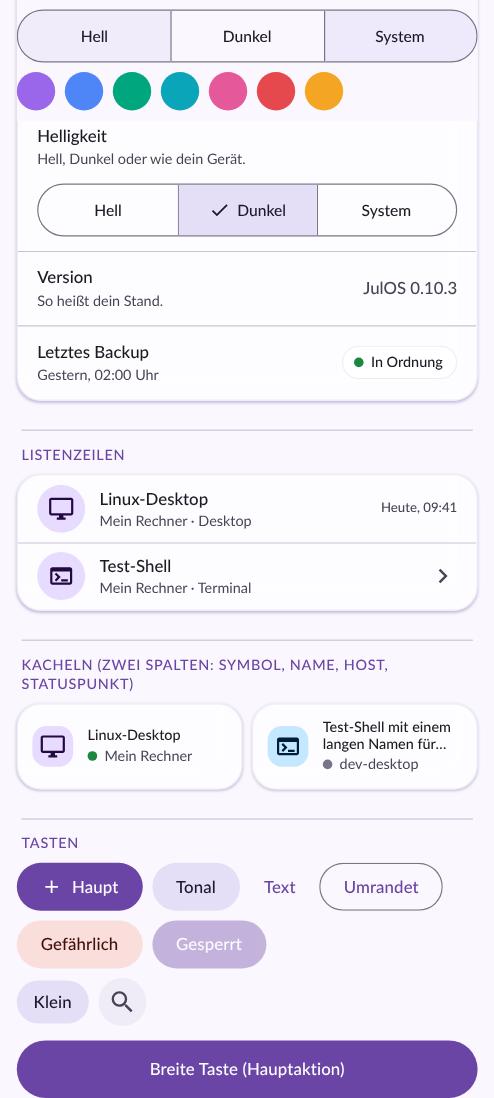 Hell Dunkel System
Helligkeit
Hell, Dunkel oder wie dein Gerät.
Hell Dunkel System
Version
So heißt dein Stand.
JulOS 0.10.3
Letztes Backup
Gestern, 02:00 Uhr
In Ordnung
LISTENZEILEN
Linux-Desktop
Mein Rechner · Desktop
Heute, 09:41
Test-Shell
Mein Rechner · Terminal
KACHELN (ZWEI SPALTEN: SYMBOL, NAME, HOST,
STATUSPUNKT)
Linux-Desktop
Mein Rechner
Test-Shell mit einem
langen Namen für...
dev-desktop
TASTEN
Haupt Tonal Text Umrandet
Gefährlich Gesperrt
Klein
Breite Taste (Hauptaktion)